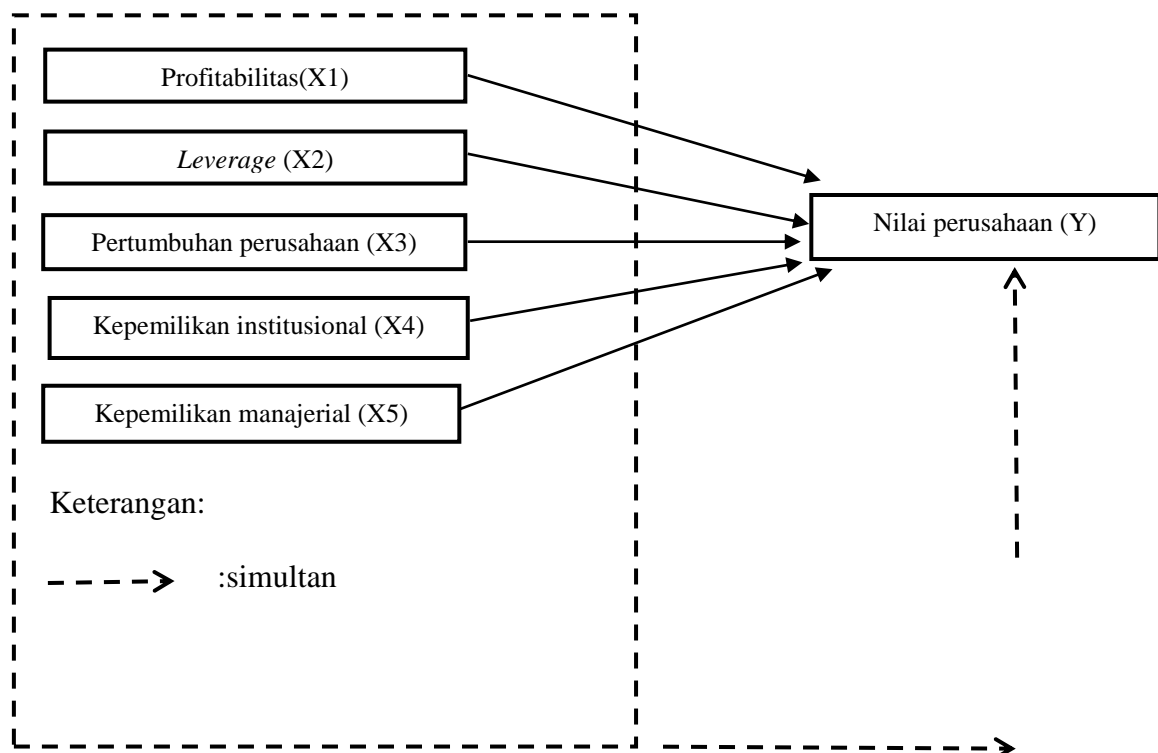 Profitabilitas(X1)
Leverage (X2)
Nilai perusahaan (Y)
Pertumbuhan perusahaan (X3)
Kepemilikan institusional (X4)
Kepemilikan manajerial (X5)
Keterangan:
:simultan